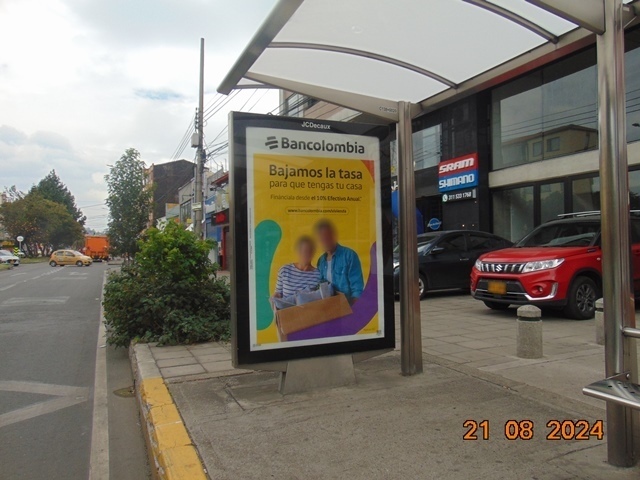 JCDecaux
Bancolombia
Bajamos la tasa
para que tengas tu casa
Finánciala desde el 10% Efectivo Anual*
SRAM
SHIMANO
21 08 2024